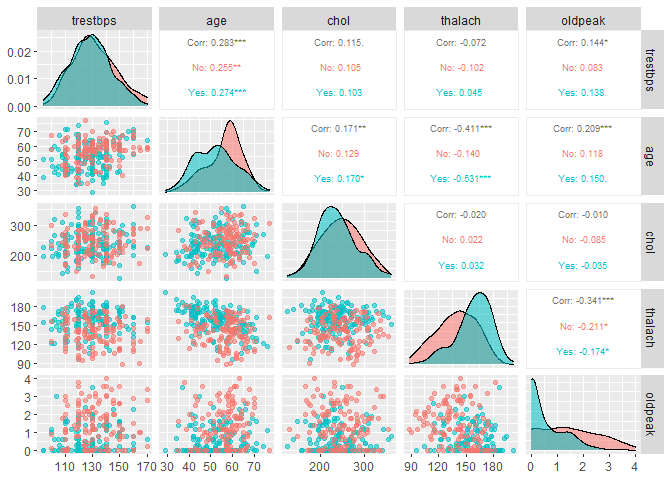 trestbps age chol thalach oldpeak
0.02
0.01
0.00
Corr: 0.283***
No: 0.255**
Yes: 0.274***
Corr: 0.115.
No: 0.105
Yes: 0.103
Corr: -0.072
No: -0.102
Yes: 0.045
Corr: 0.144*
No: 0.083
Yes: 0.138.
trestbps
70
60
50
40
30
Corr: 0.171**
No: 0.129
Yes: 0.170*
Corr: -0.411***
No: -0.140
Yes: -0.531***
Corr: 0.209***
No: 0.118
Yes: 0.150.
age
300
200
Corr: -0.020
No: 0.022
Yes: 0.032
Corr: -0.010
No: -0.085
Yes: -0.035
chol
180
150
120
90
Corr: -0.341***
No: -0.211*
Yes: -0.174*
thalach
4
3
2
1
0
oldpeak
110 130 150 170 30 40 50 60 70 200 300 90 120 150 180 0 1 2 3 4